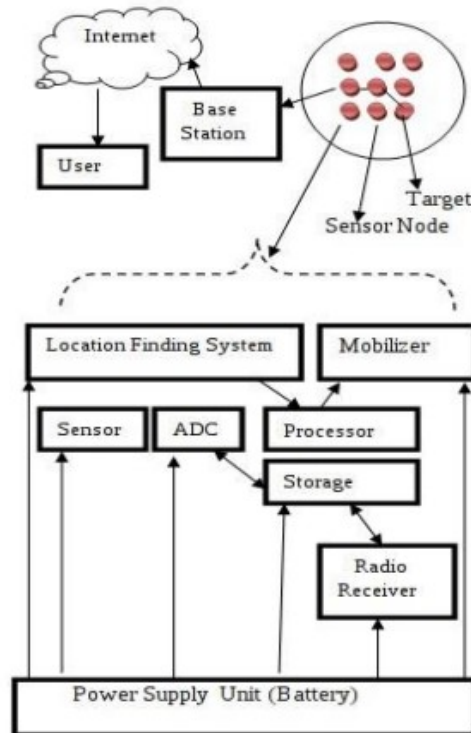 Internet
Base
Station
User
Target
Sensor Node
Location Finding System
Mobilizer
Sensor
ADC
Processor
Storage
Radio
Receiver
Power Supply Unit (Battery)